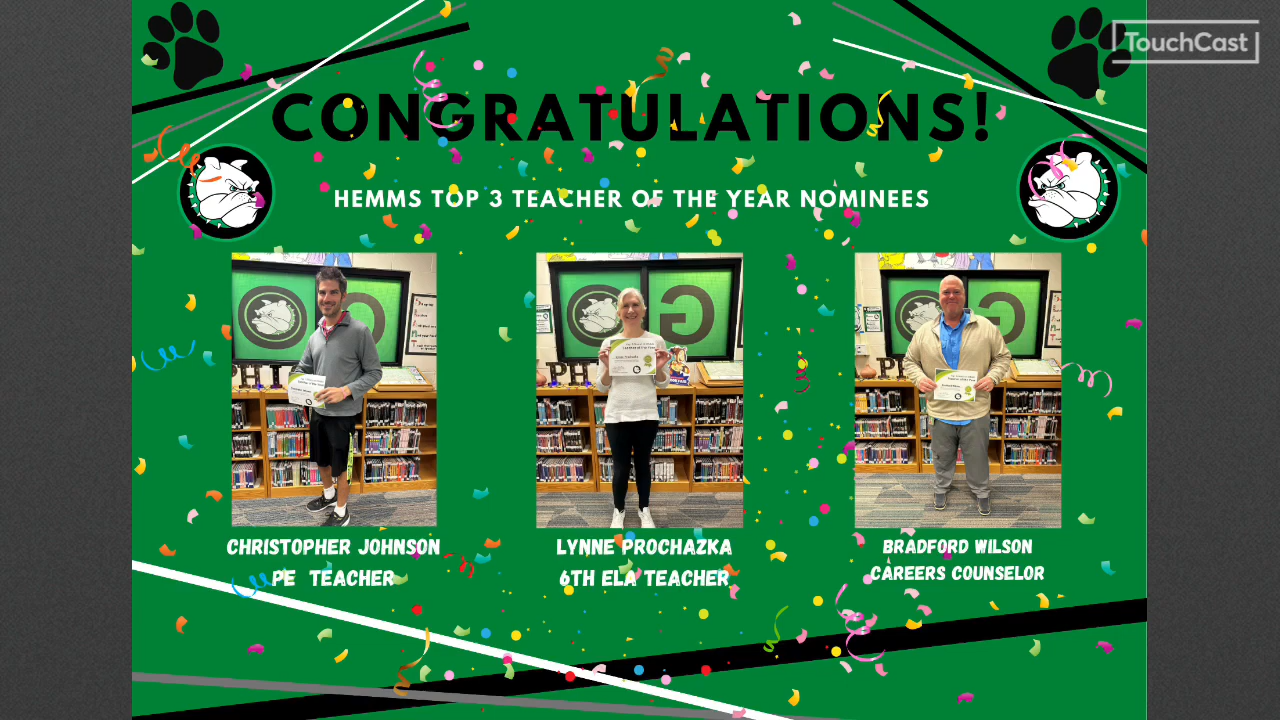 TouchCast
CONGRATULATIONS!
HEMMS TOP 3 TEACHER OF THE YEAR NOMINEES
CHRISTOPHER JOHNSON
PE TEACHER
LYNNE PROCHAZKA
6TH ELA TEACHER
BRADFORD WILSON
CAREERS COUNSELOR